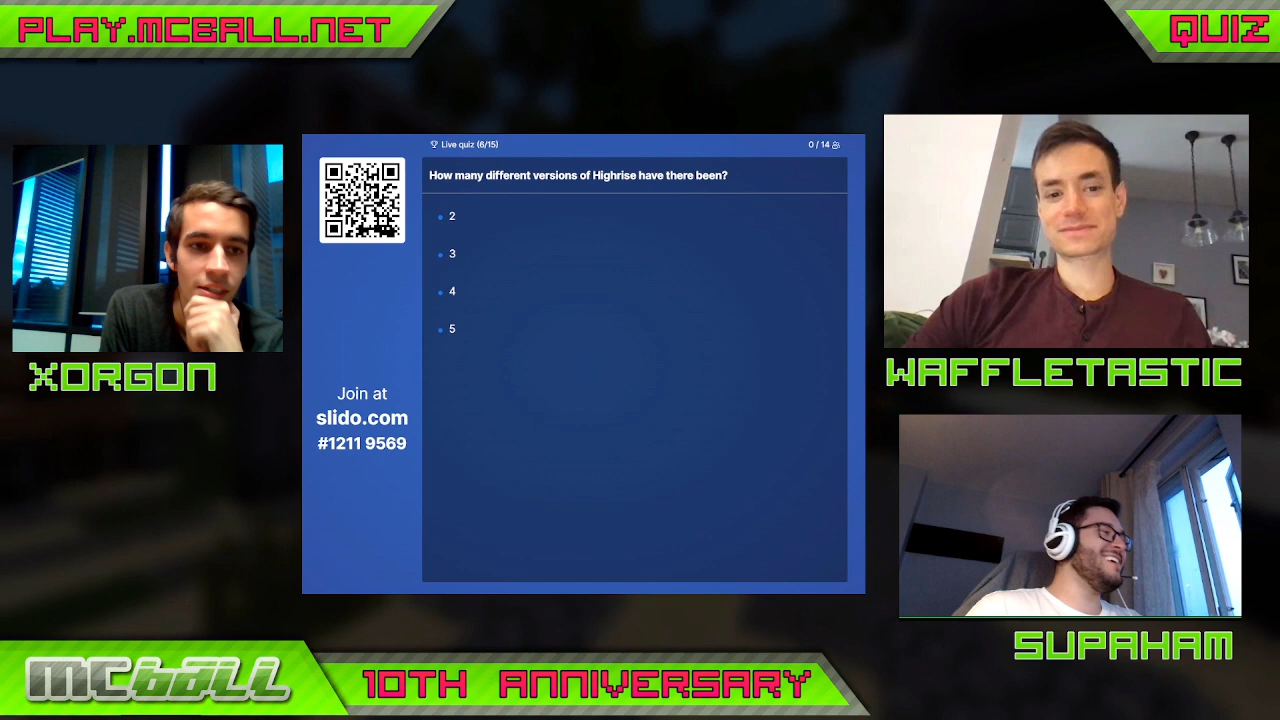 PLAY.MCBALL.NET
QUIZ
Live quiz (6/15)
0 / 14
How many different versions of Highrise have there been?
2
3
4
5
Join at
slido.com
#1211 9569
XORGON
WAFFLETASTIC
SUPAHAM
MCball
10TH ANNIVERSARY